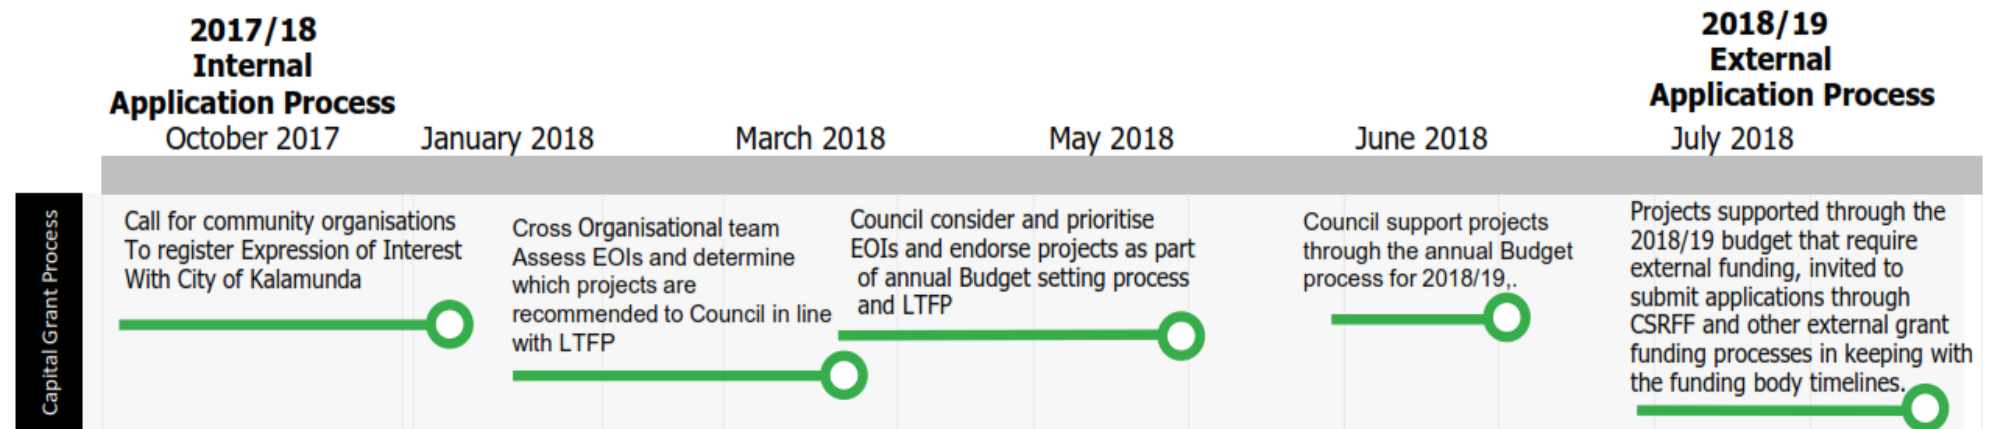 2017/18
Internal
Application Process
2018/19
External
Application Process
October 2017
January 2018
March 2018
May 2018
June 2018
July 2018
Capital Grant Process
Call for community organisations
To register Expression of Interest
With City of Kalamunda
Cross Organisational team
Assess EOIs and determine
which projects are
recommended to Council in line
with LTFP
Council consider and prioritise
EOIs and endorse projects as part
of annual Budget setting process
and LTFP
Council support projects
through the annual Budget
process for 2018/19,.
Projects supported through the
2018/19 budget that require
external funding, invited to
submit applications through
CSRFF and other external grant
funding processes in keeping with
the funding body timelines.